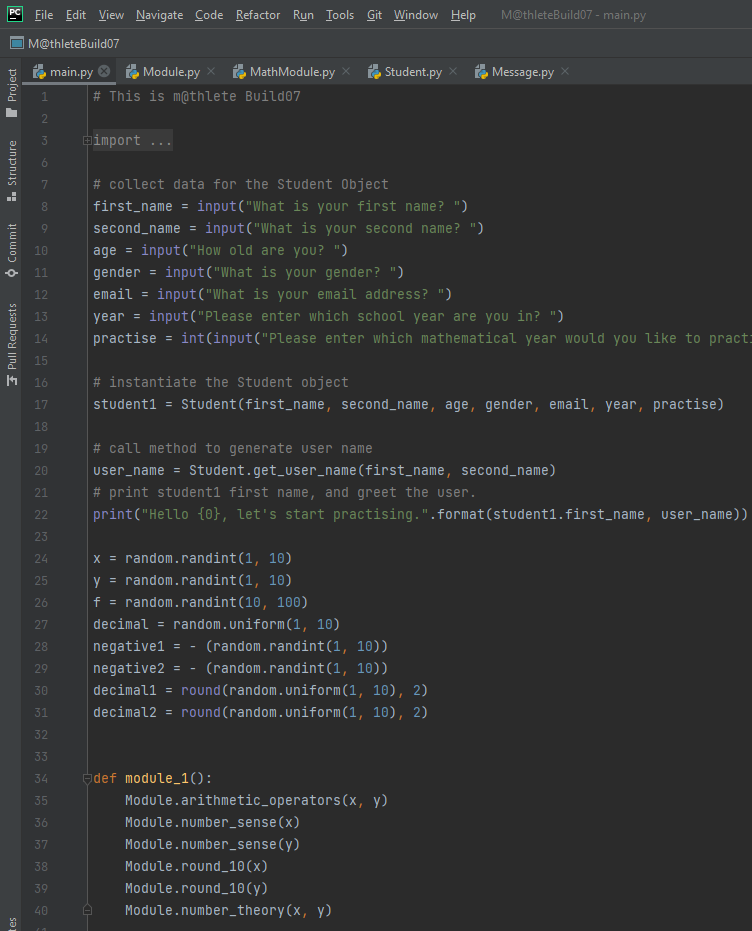 PC File Edit View Navigate Code Refactor Run Tools Git Window Help M@thleteBuild07 - main.py
M@thleteBuild07
main.py Module.py MathModule.py Student.py Message.py
Project
Structure
Commit
Pull Requests
1 # This is m@thlete Build07
2
3 import ...
6
7 # collect data for the Student Object
8 first_name = input("What is your first name? ")
9 second_name = input("What is your second name? ")
10 age = input("How old are you? ")
11 gender = input("What is your gender? ")
12 email = input("What is your email address? ")
13 year = input("Please enter which school year are you in? ")
14 practise = int(input("Please enter which mathematical year would you like to practi
15
16 # instantiate the Student object
17 student1 = Student(first_name, second_name, age, gender, email, year, practise)
18
19 # call method to generate user name
20 user_name = Student.get_user_name(first_name, second_name)
21 # print student1 first name, and greet the user.
22 print("Hello {0}, let's start practising.".format(student1.first_name, user_name))
23
24 x = random.randint(1, 10)
25 y = random.randint(1, 10)
26 f = random.randint(10, 100)
27 decimal = random.uniform(1, 10)
28 negative1 = - (random.randint(1, 10))
29 negative2 = - (random.randint(1, 10))
30 decimal1 = round(random.uniform(1, 10), 2)
31 decimal2 = round(random.uniform(1, 10), 2)
32
33
34 def module_1():
35 Module.arithmetic_operators(x, y)
36 Module.number_sense(x)
37 Module.number_sense(y)
38 Module.round_10(x)
39 Module.round_10(y)
40 Module.number_theory(x, y)